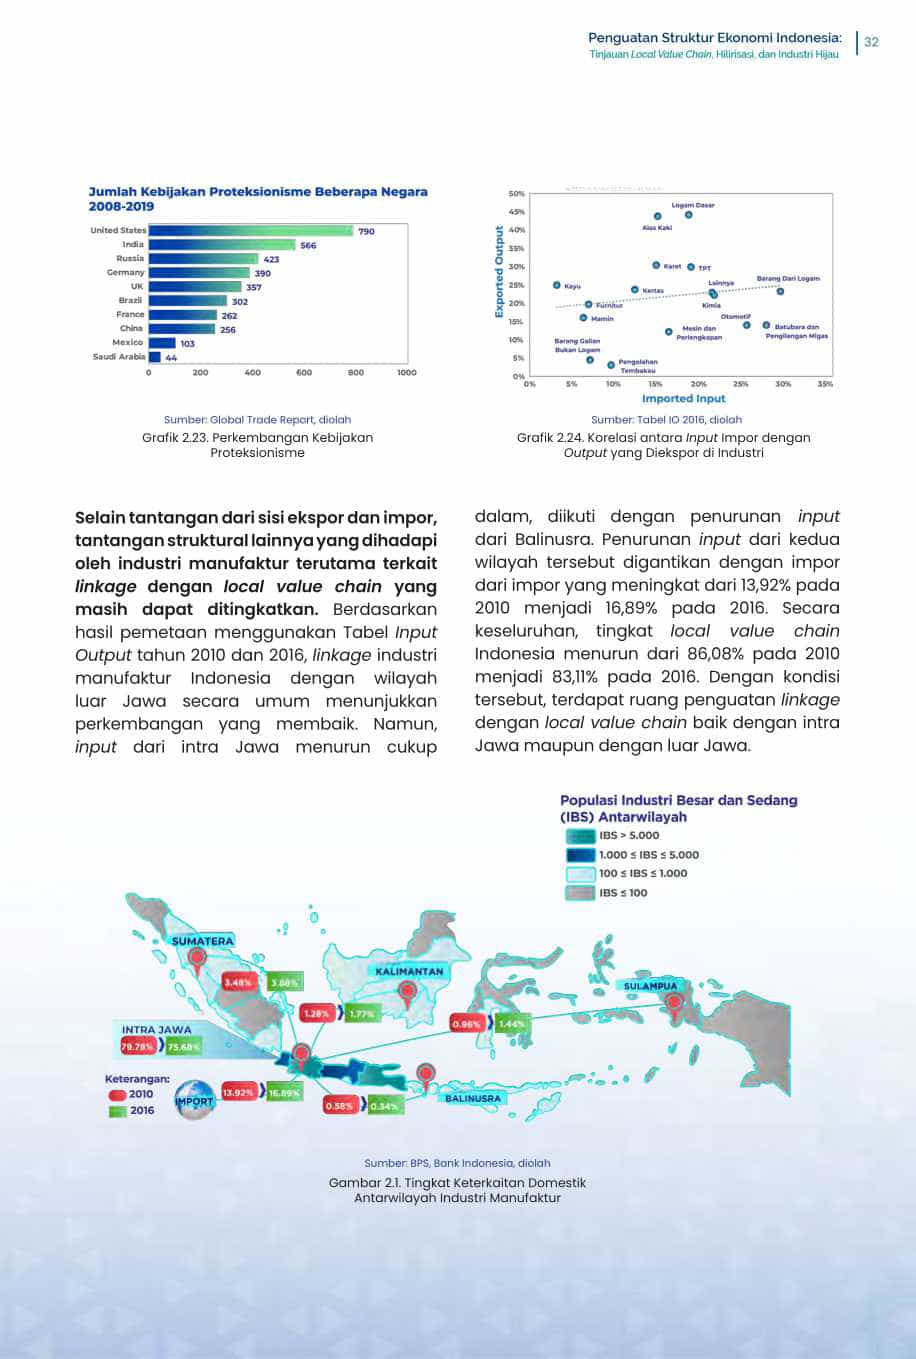 Penguatan Struktur Ekonomi Indonesia:
Tinjauan Local Value Chain, Hilirisasi, dan Industri Hijau
32
Jumlah Kebijakan Proteksionisme Beberapa Negara
2008-2019
United States 790
India 566
Russia 423
Germany 390
UK 357
Brazil 302
France 262
China 256
Mexico 103
Saudi Arabia 44
0 200 400 600 800 1000
Sumber: Global Trade Report, diolah
Grafik 2.23. Perkembangan Kebijakan
Proteksionisme
Exported Output
50%
45%
40%
35%
30%
25%
20%
15%
10%
5%
0%
Logam Dasar
Alas Kaki
Karet
TPT
Kayu
Kertas
Lainnya
Barang Dari Logam
Furnitur
Kimia
Mamin
Otomotif
Mesin dan
Perlengkapan
Batubara dan
Pengilangan Migas
Barang Galian
Bukan Logam
Pengolahan
Tembakau
0% 5% 10% 15% 20% 25% 30% 35%
Imported Input
Sumber: Tabel IO 2016, diolah
Grafik 2.24. Korelasi antara Input Impor dengan
Output yang Diekspor di Industri
Selain tantangan dari sisi ekspor dan impor,
tantangan struktural lainnya yang dihadapi
oleh industri manufaktur terutama terkait
linkage dengan local value chain yang
masih dapat ditingkatkan. Berdasarkan
hasil pemetaan menggunakan Tabel Input
Output tahun 2010 dan 2016, linkage industri
manufaktur Indonesia dengan wilayah
luar Jawa secara umum menunjukkan
perkembangan yang membaik. Namun,
input dari intra Jawa menurun cukup
dalam, diikuti dengan penurunan input
dari Balinusra. Penurunan input dari kedua
wilayah tersebut digantikan dengan impor
dari impor yang meningkat dari 13,92% pada
2010 menjadi 16,89% pada 2016. Secara
keseluruhan, tingkat local value chain
Indonesia menurun dari 86,08% pada 2010
menjadi 83,11% pada 2016. Dengan kondisi
tersebut, terdapat ruang penguatan linkage
dengan local value chain baik dengan intra
Jawa maupun dengan luar Jawa.
Populasi Industri Besar dan Sedang
(IBS) Antarwilayah
IBS > 5.000
1.000 ≤ IBS ≤ 5.000
100 ≤ IBS ≤ 1.000
IBS ≤ 100
SUMATERA
3.48% 3.88%
KALIMANTAN
1.28% 1.77%
SULAMPUA
0.96% 1.44%
INTRA JAWA
79.78% 75.68%
Keterangan:
2010
2016
IMPORT
13.92% 16.89%
0.58% 0.34%
BALINUSRA
Sumber: BPS, Bank Indonesia, diolah
Gambar 2.1. Tingkat Keterkaitan Domestik
Antarwilayah Industri Manufaktur